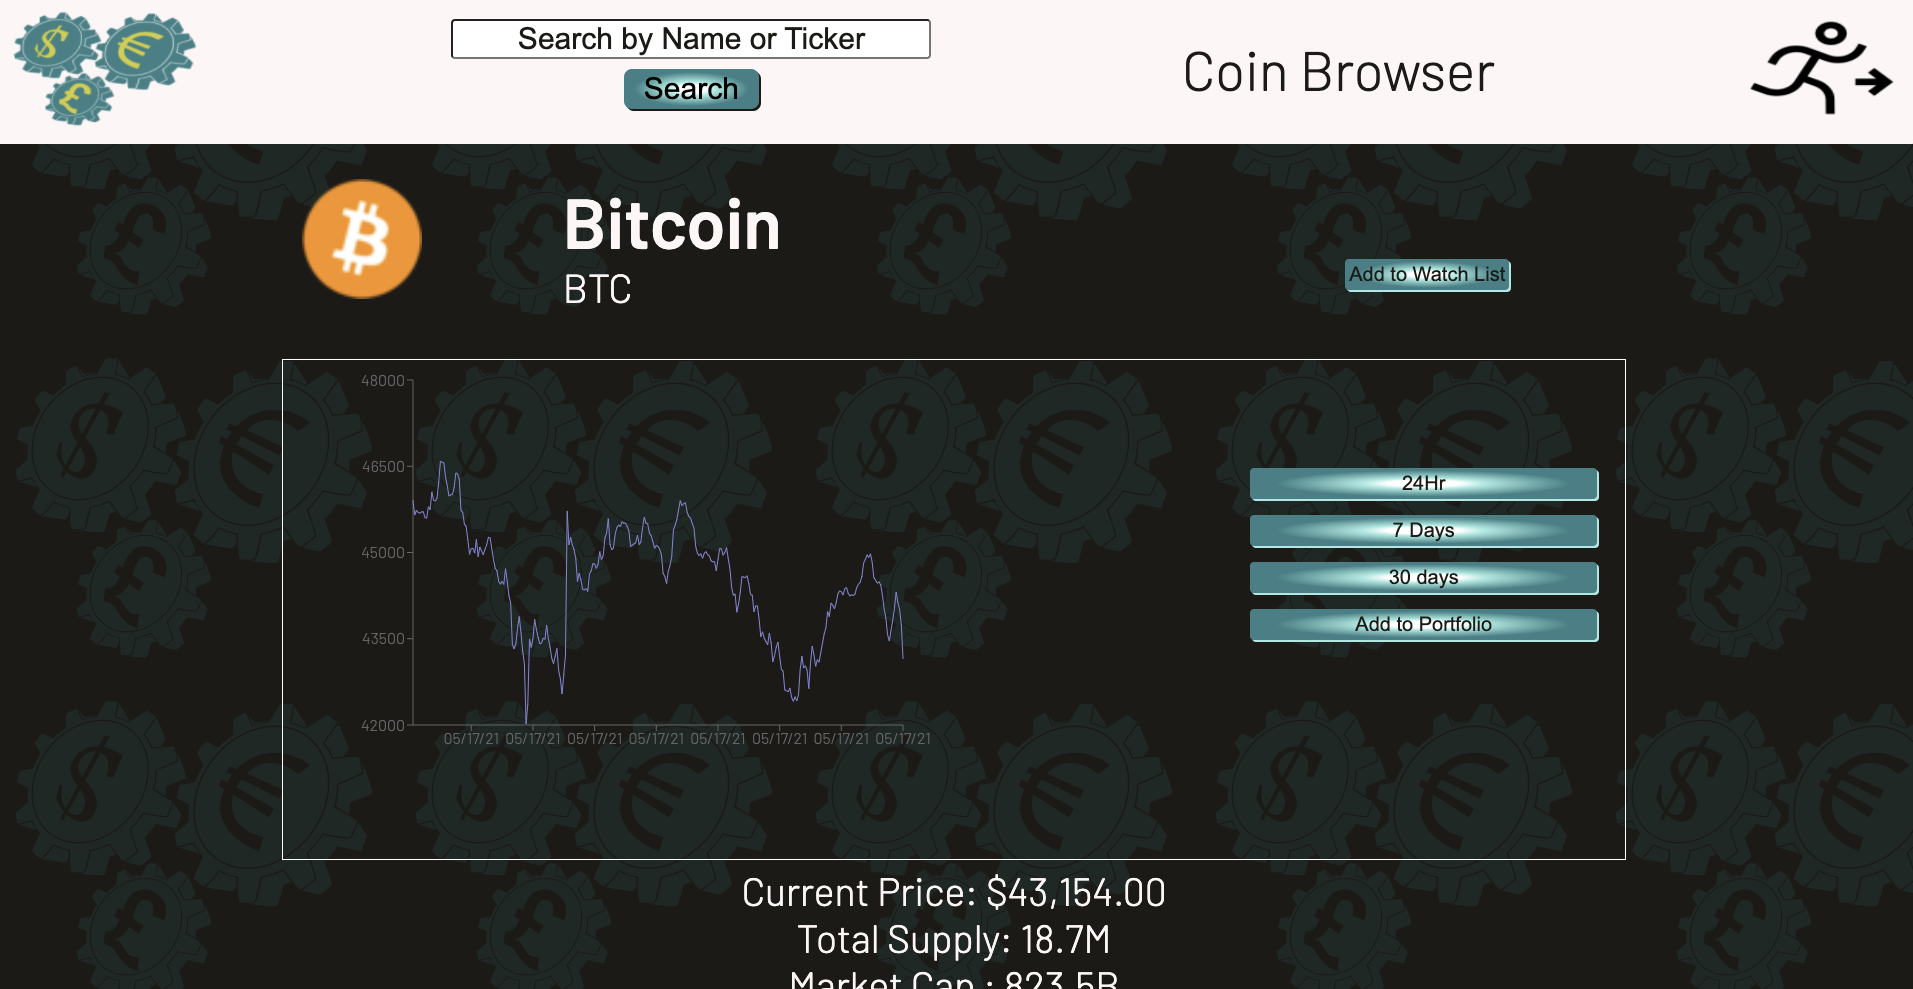 $ € £
Search by Name or Ticker
Search
Coin Browser
Bitcoin
BTC
Add to Watch List
48000
46500
45000
43500
42000
05/17/21 05/17/21 05/17/21 05/17/21 05/17/21 05/17/21 05/17/21 05/17/21
24Hr
7 Days
30 days
Add to Portfolio
Current Price: $43,154.00
Total Supply: 18.7M
Market Cap : 823.5B